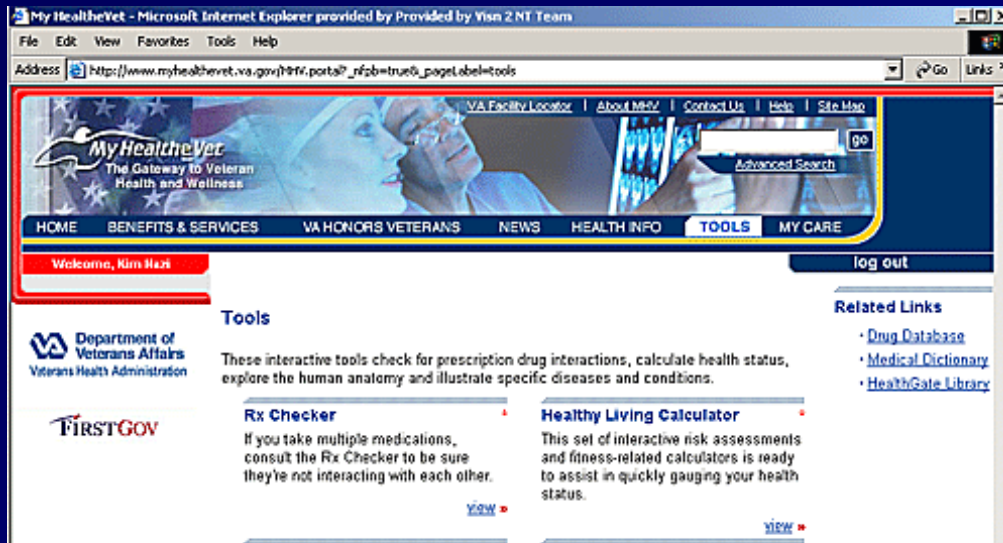 My HealtheVet - Microsoft Internet Explorer provided by Provided by Visn 2 NT Team
File Edit View Favorites Tools Help
Address http://www.myhealthevet.va.gov/MHV.portal?_nfpb=true&_pageLabel=tools Go Links
VA Facility Locator | About MHV | Contact Us | Help | Site Map
go
Advanced Search
My HealtheVet
The Gateway to Veteran
Health and Wellness
HOME BENEFITS & SERVICES VA HONORS VETERANS NEWS HEALTH INFO TOOLS MY CARE
Welcome, Kim Nazi
log out
Department of
Veterans Affairs
Veterans Health Administration
FIRSTGOV
Tools
These interactive tools check for prescription drug interactions, calculate health status,
explore the human anatomy and illustrate specific diseases and conditions.
Rx Checker
If you take multiple medications,
consult the Rx Checker to be sure
they're not interacting with each other.
view »
Healthy Living Calculator
This set of interactive risk assessments
and fitness-related calculators is ready
to assist in quickly gauging your health
status.
view »
Related Links
• Drug Database
• Medical Dictionary
• HealthGate Library